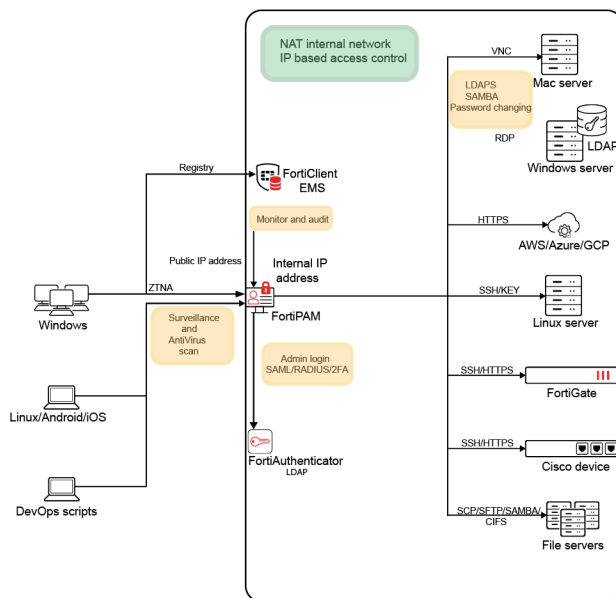 NAT internal network
IP based access control
VNC
Mac server
LDAPS
SAMBA
Password changing
RDP
LDAP
Windows server
Registry
FortiClient
EMS
Monitor and audit
HTTPS
AWS/Azure/GCP
Public IP address
Internal IP
address
ZTNA
Windows
FortiPAM
SSH/KEY
Linux server
Surveillance
and
AntiVirus
scan
Admin login
SAML/RADIUS/2FA
SSH/HTTPS
FortiGate
Linux/Android/iOS
FortiAuthenticator
LDAP
SSH/HTTPS
Cisco device
DevOps scripts
SCP/SFTP/SAMBA/
CIFS
File servers